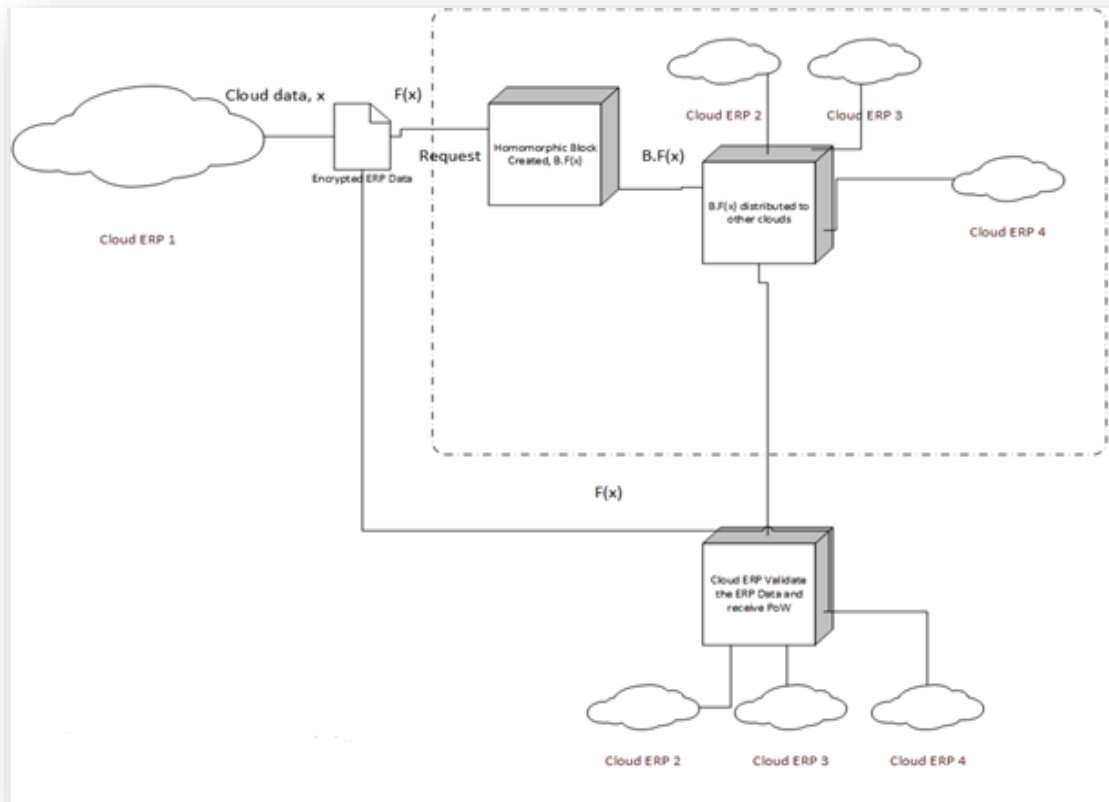 Cloud data, x
F(x)
Request
Encrypted ERP Data
Cloud ERP 1
Homomorphic Block
Created, B.F(x)
B.F(x)
Cloud ERP 2
Cloud ERP 3
B.F(x) distributed to
other clouds
Cloud ERP 4
F(x)
Cloud ERP Validate
the ERP Data and
receive PoW
Cloud ERP 2
Cloud ERP 3
Cloud ERP 4